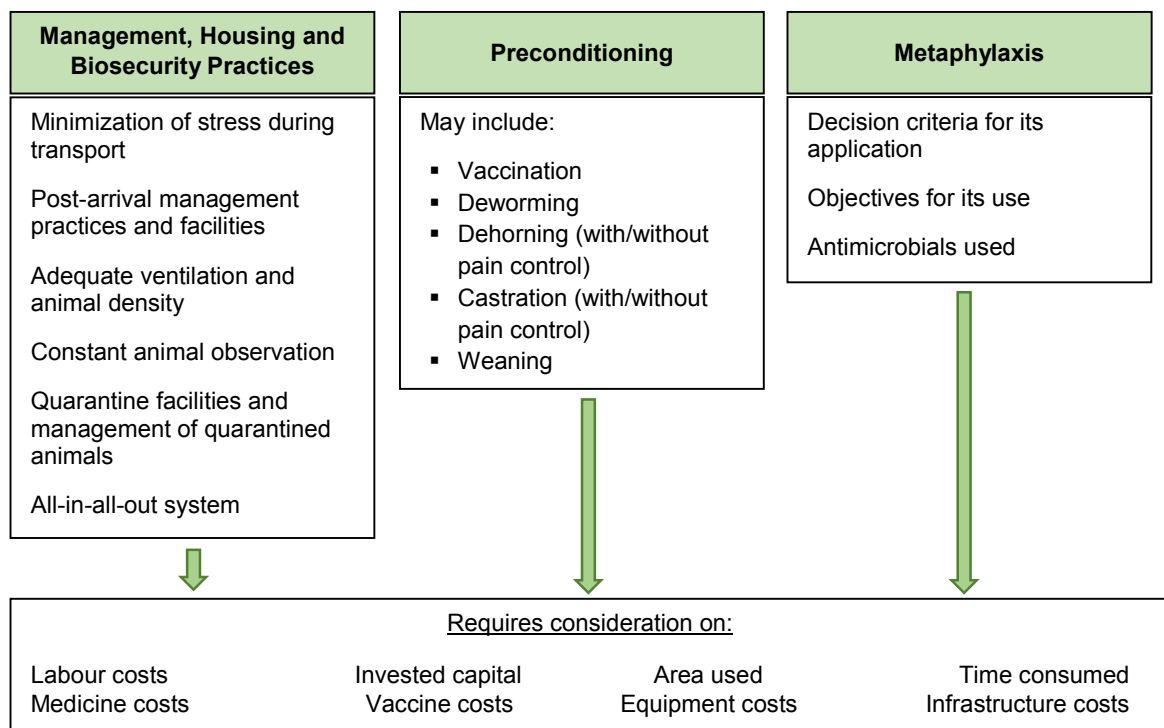 Management, Housing and
Biosecurity Practices
Minimization of stress during
transport
Post-arrival management
practices and facilities
Adequate ventilation and
animal density
Constant animal observation
Quarantine facilities and
management of quarantined
animals
All-in-all-out system
Preconditioning
May include:
▪ Vaccination
▪ Deworming
▪ Dehorning (with/without
pain control)
▪ Castration (with/without
pain control)
▪ Weaning
Metaphylaxis
Decision criteria for its
application
Objectives for its use
Antimicrobials used
Requires consideration on:
Labour costs Invested capital Area used Time consumed
Medicine costs Vaccine costs Equipment costs Infrastructure costs